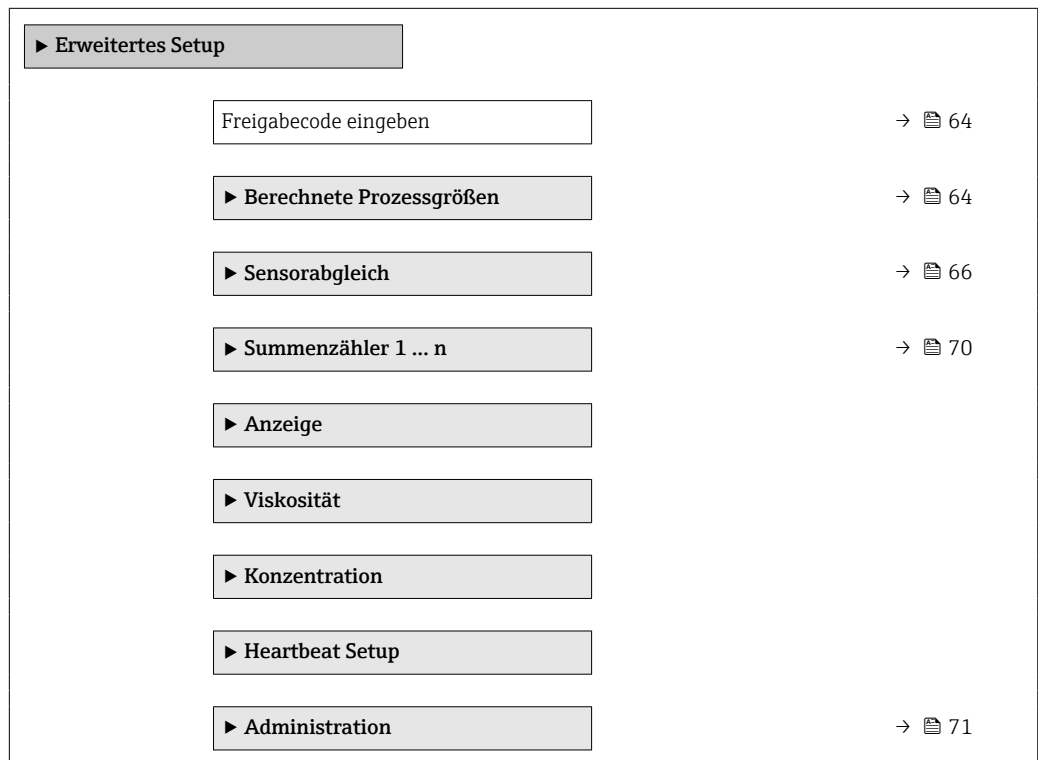 ▶ Erweitertes Setup
Freigabecode eingeben → 64
▶ Berechnete Prozessgrößen → 64
▶ Sensorabgleich → 66
▶ Summenzähler 1 … n → 70
▶ Anzeige
▶ Viskosität
▶ Konzentration
▶ Heartbeat Setup
▶ Administration → 71